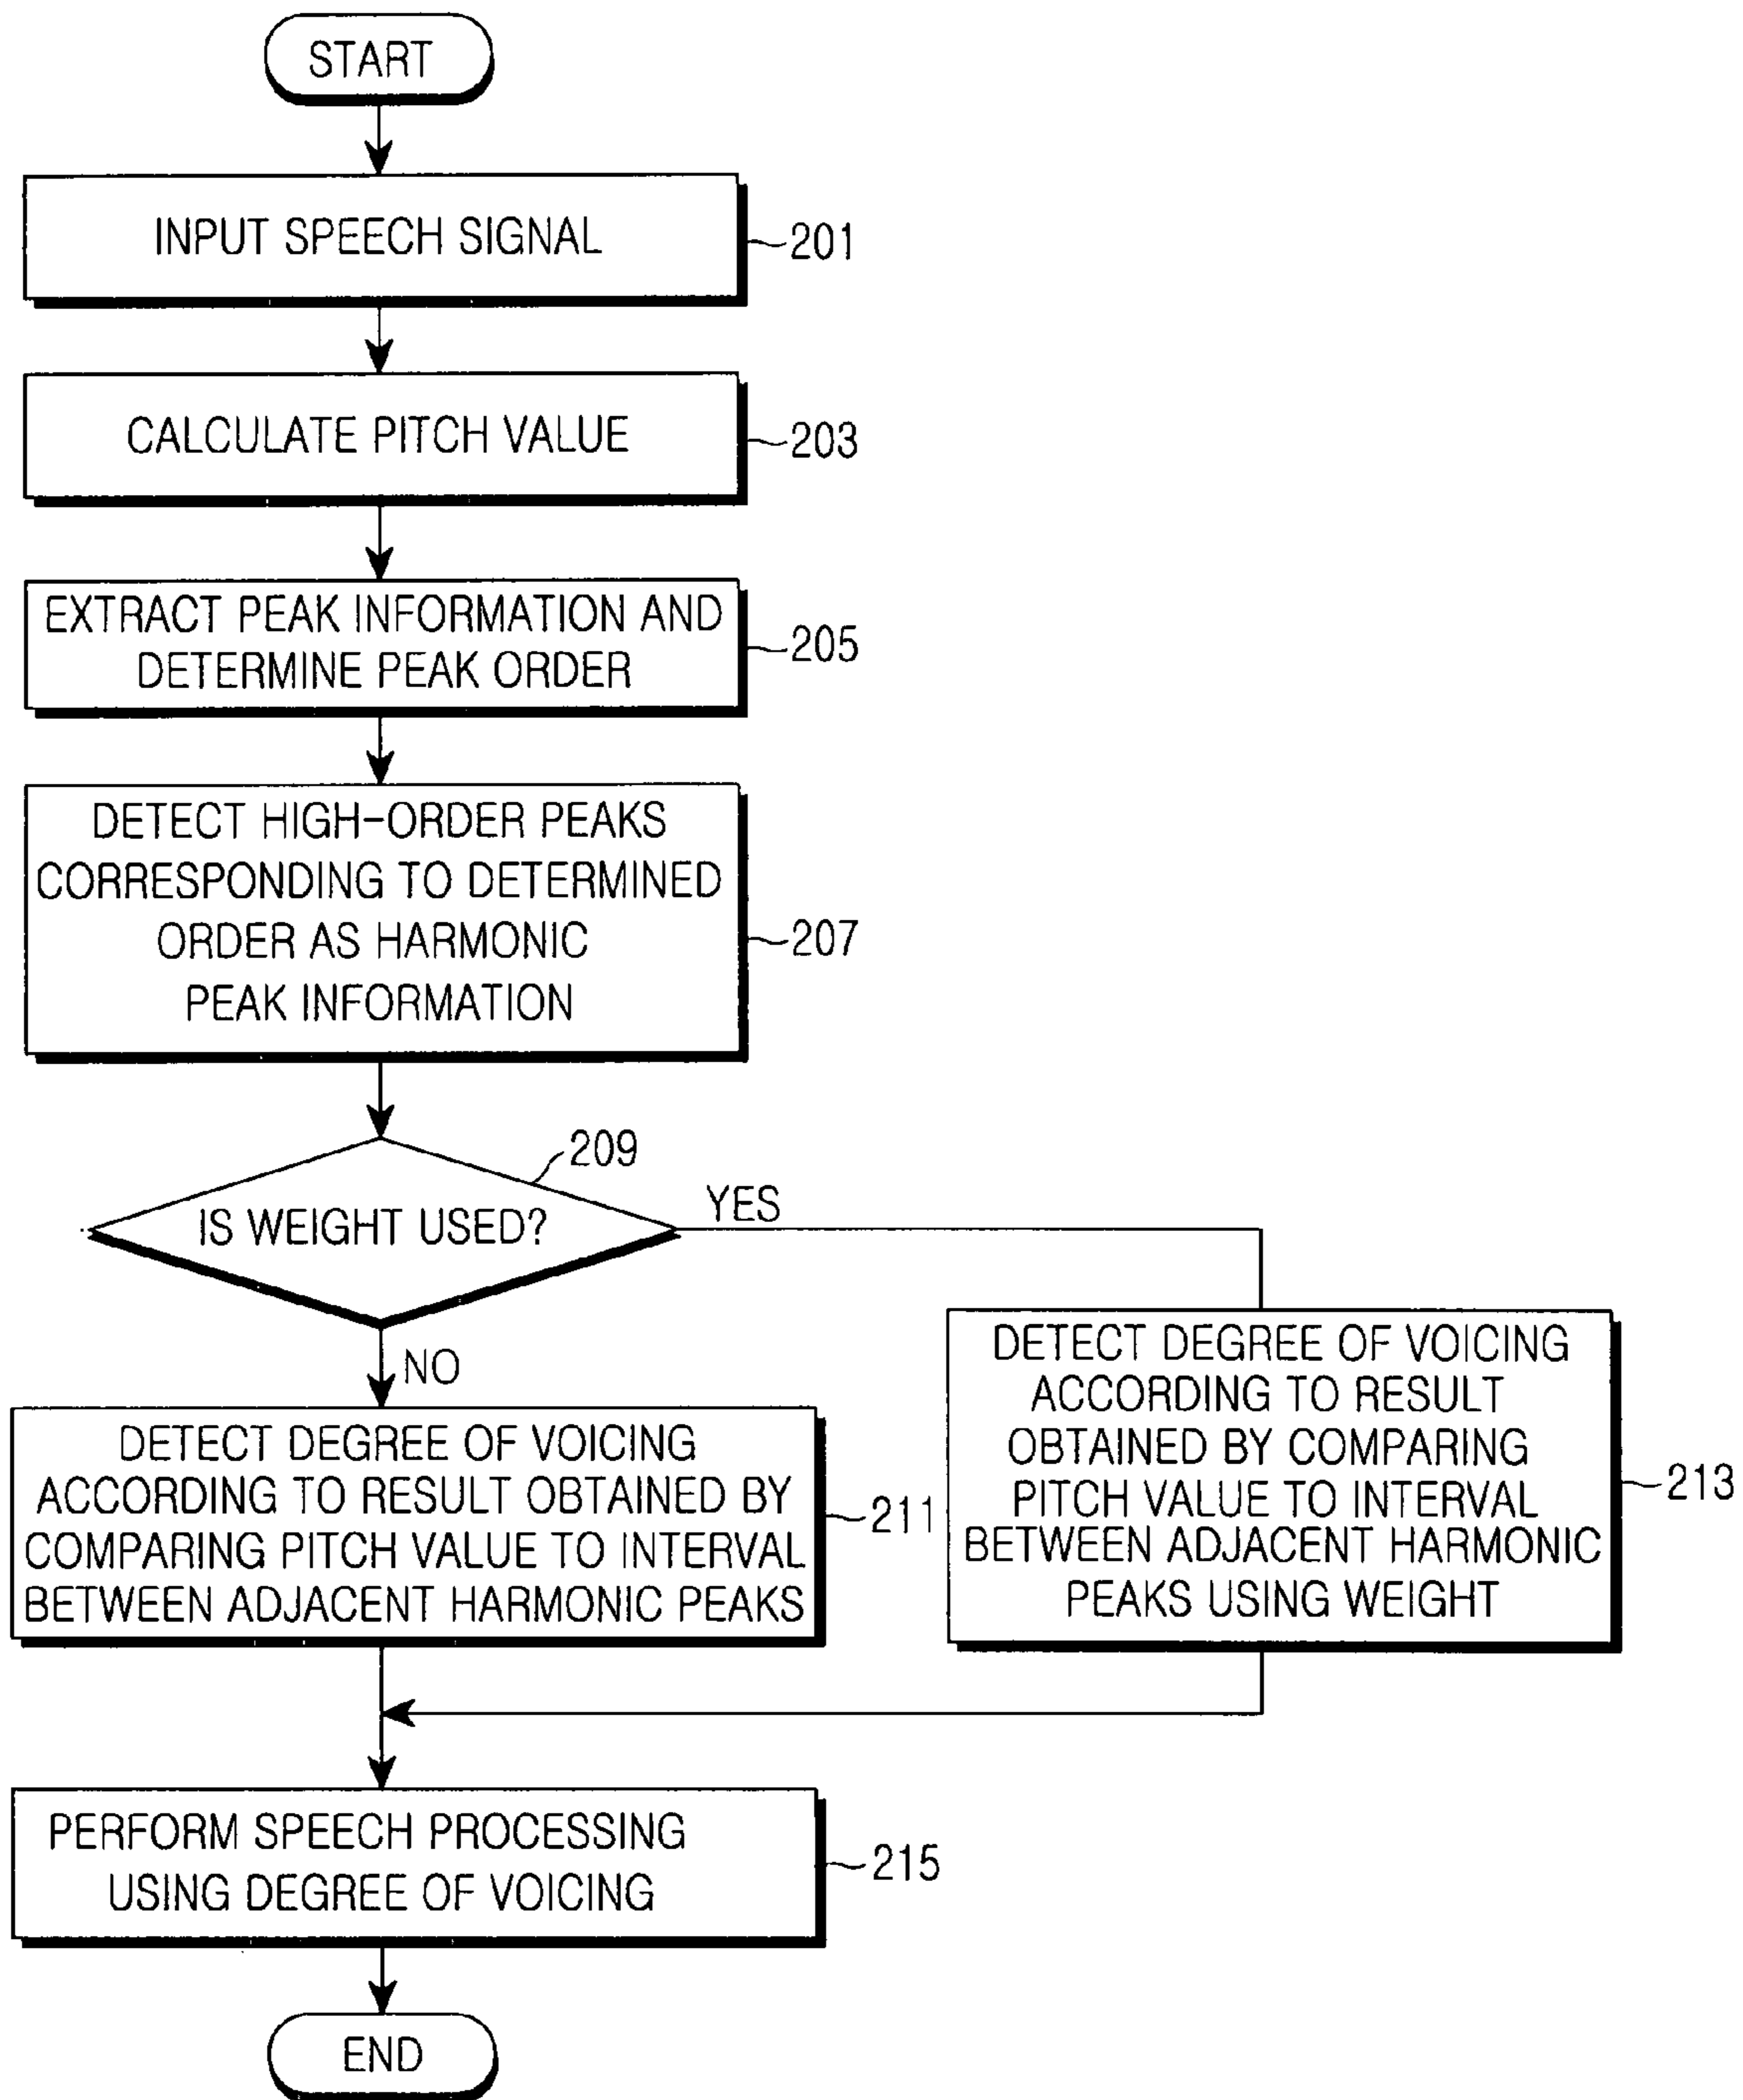 START
INPUT SPEECH SIGNAL
201
CALCULATE PITCH VALUE
203
EXTRACT PEAK INFORMATION AND
DETERMINE PEAK ORDER
205
DETECT HIGH-ORDER PEAKS
CORRESPONDING TO DETERMINED
ORDER AS HARMONIC
PEAK INFORMATION
207
209
IS WEIGHT USED?
YES
NO
DETECT DEGREE OF VOICING
ACCORDING TO RESULT OBTAINED BY
COMPARING PITCH VALUE TO INTERVAL
BETWEEN ADJACENT HARMONIC PEAKS
211
DETECT DEGREE OF VOICING
ACCORDING TO RESULT
OBTAINED BY COMPARING
PITCH VALUE TO INTERVAL
BETWEEN ADJACENT HARMONIC
PEAKS USING WEIGHT
213
PERFORM SPEECH PROCESSING
USING DEGREE OF VOICING
215
END